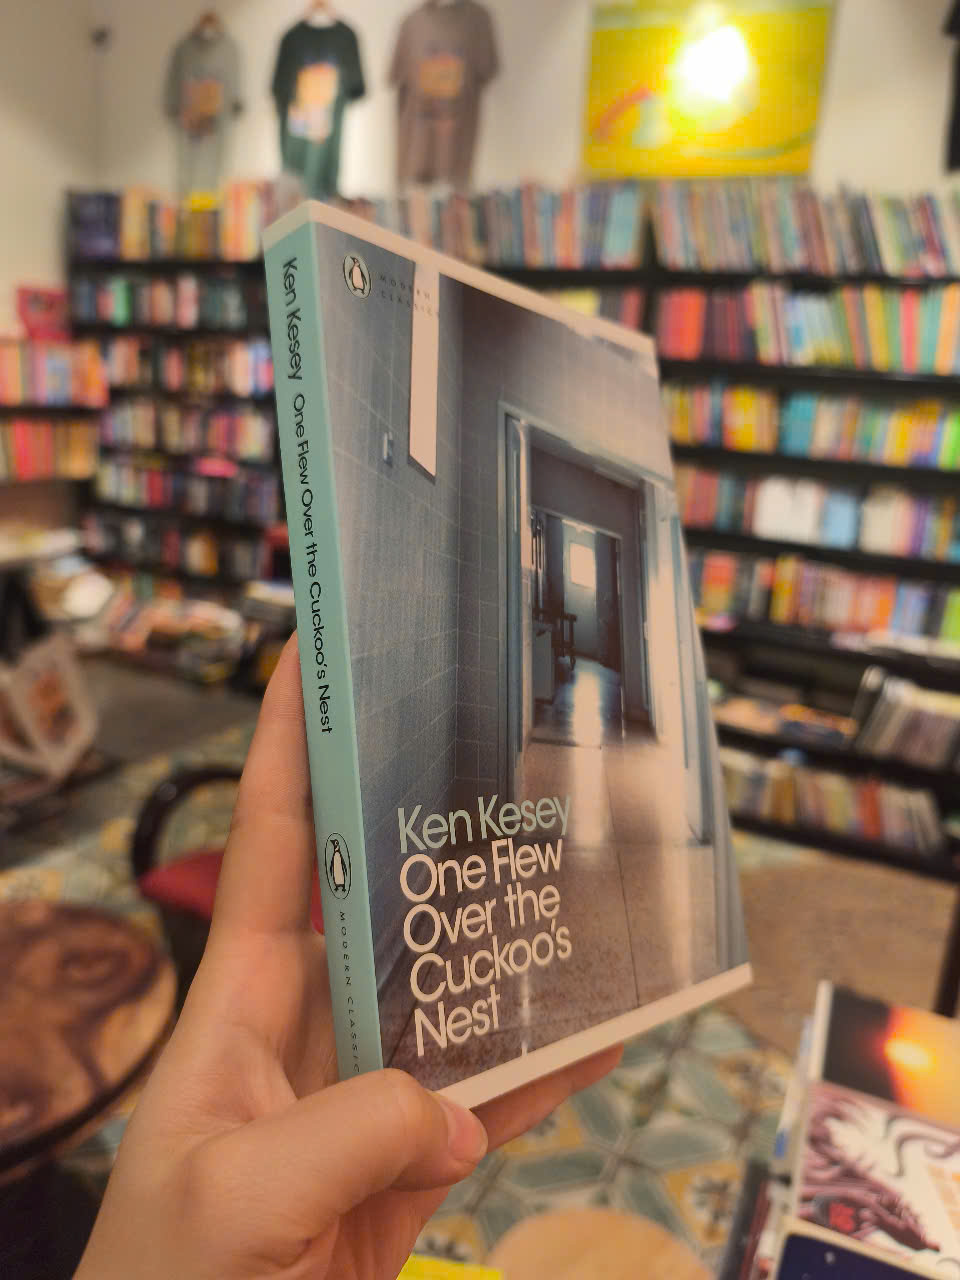 Ken Kesey One Flew Over the Cuckoo's Nest
MODERN CLASSICS
MODERN
CLASSICS
Ken Kesey
One Flew
Over the
Cuckoo's
Nest